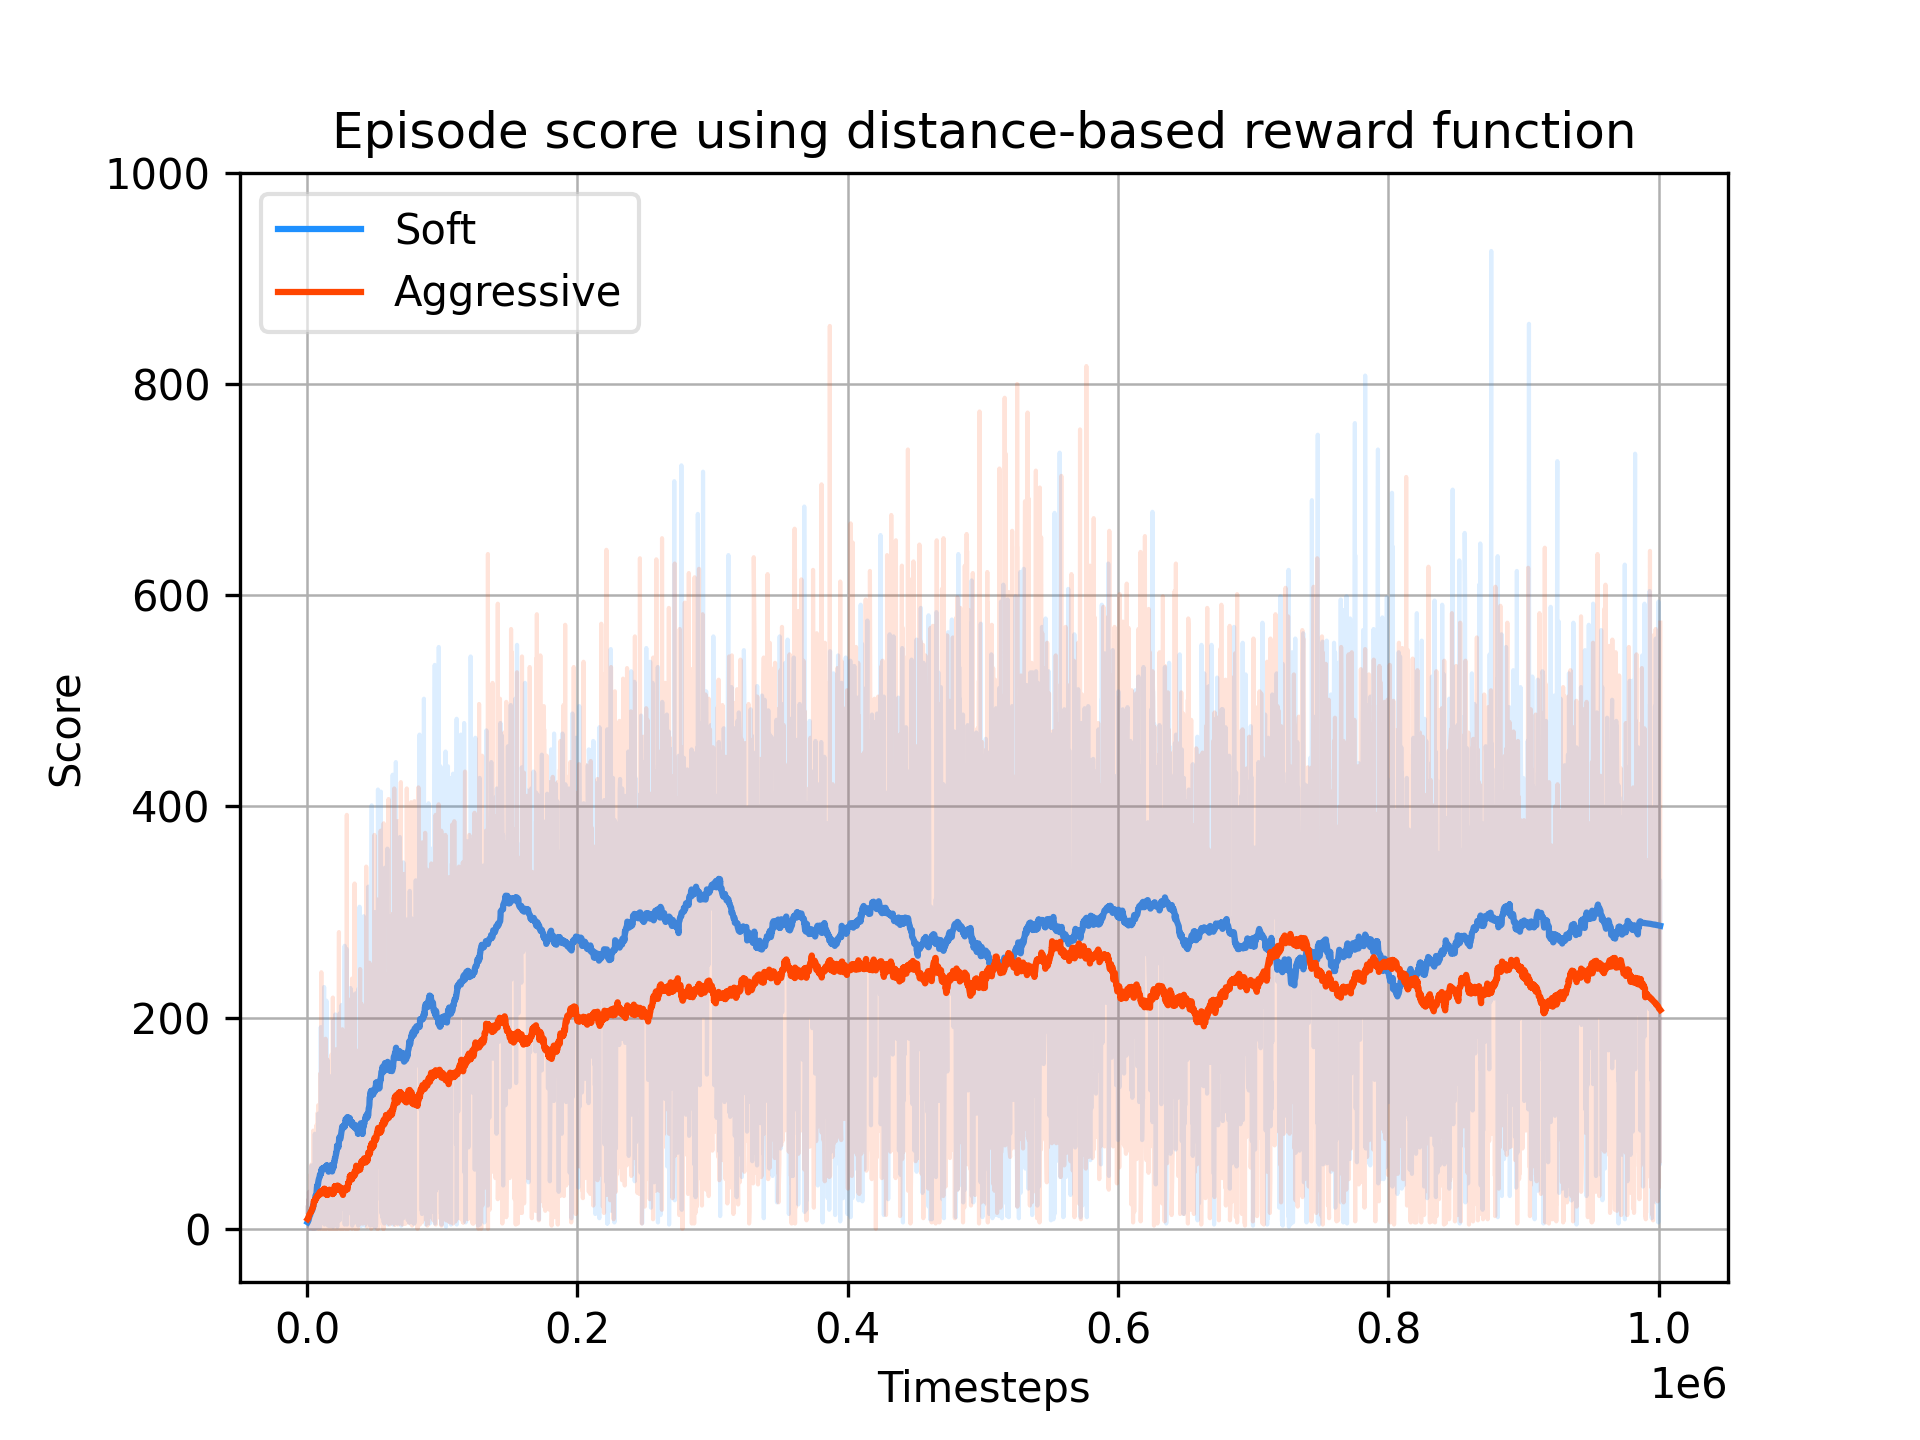 Episode score using distance-based reward function
1000
800
600
400
200
0
Score
Soft
Aggressive
0.0 0.2 0.4 0.6 0.8 1.0
1e6
Timesteps